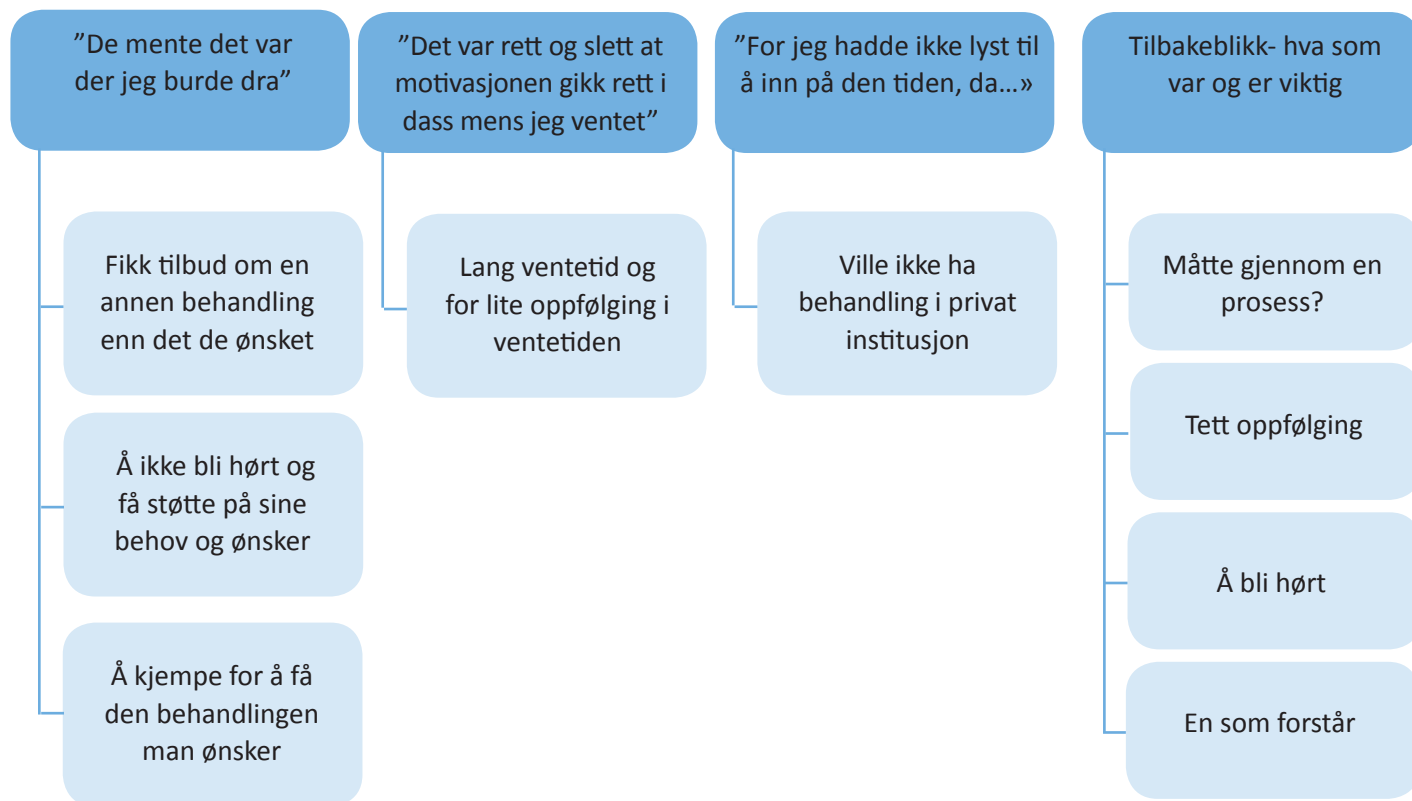 ”De mente det var
der jeg burde dra”
Fikk tilbud om en
annen behandling
enn det de ønsket
Å ikke bli hørt og
få støtte på sine
behov og ønsker
Å kjempe for å få
den behandlingen
man ønsker
”Det var rett og slett at
motivasjonen gikk rett i
dass mens jeg ventet”
Lang ventetid og
for lite oppfølging i
ventetiden
”For jeg hadde ikke lyst til
å inn på den tiden, da...»
Ville ikke ha
behandling i privat
institusjon
Tilbakeblikk- hva som
var og er viktig
Måtte gjennom en
prosess?
Tett oppfølging
Å bli hørt
En som forstår